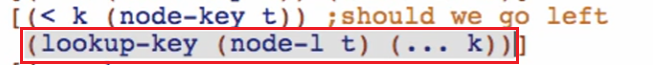 [(< k (node-key t)) ;should we go left
(lookup-key (node-l t) (... k))]